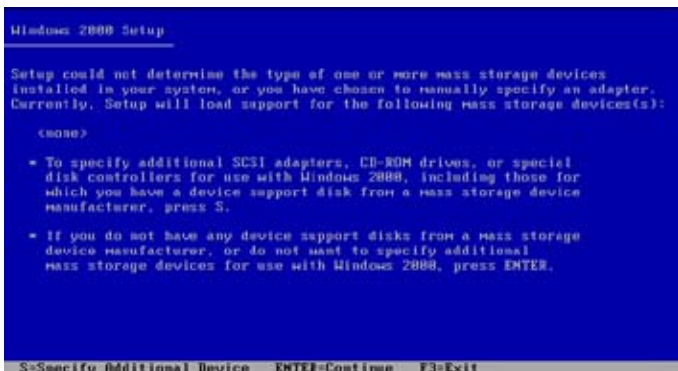 Windows 2000 Setup
Setup could not determine the type of one or more mass storage devices
installed in your system, or you have chosen to manually specify an adapter.
Currently, Setup will load support for the following mass storage devices(s):
<none>
• To specify additional SCSI adapters, CD-ROM drives, or special
disk controllers for use with Windows 2000, including those for
which you have a device support disk from a mass storage device
manufacturer, press S.
• If you do not have any device support disks from a mass storage
device manufacturer, or do not want to specify additional
mass storage devices for use with Windows 2000, press ENTER.
S=Specify Additional Device ENTER=Continue F3=Exit